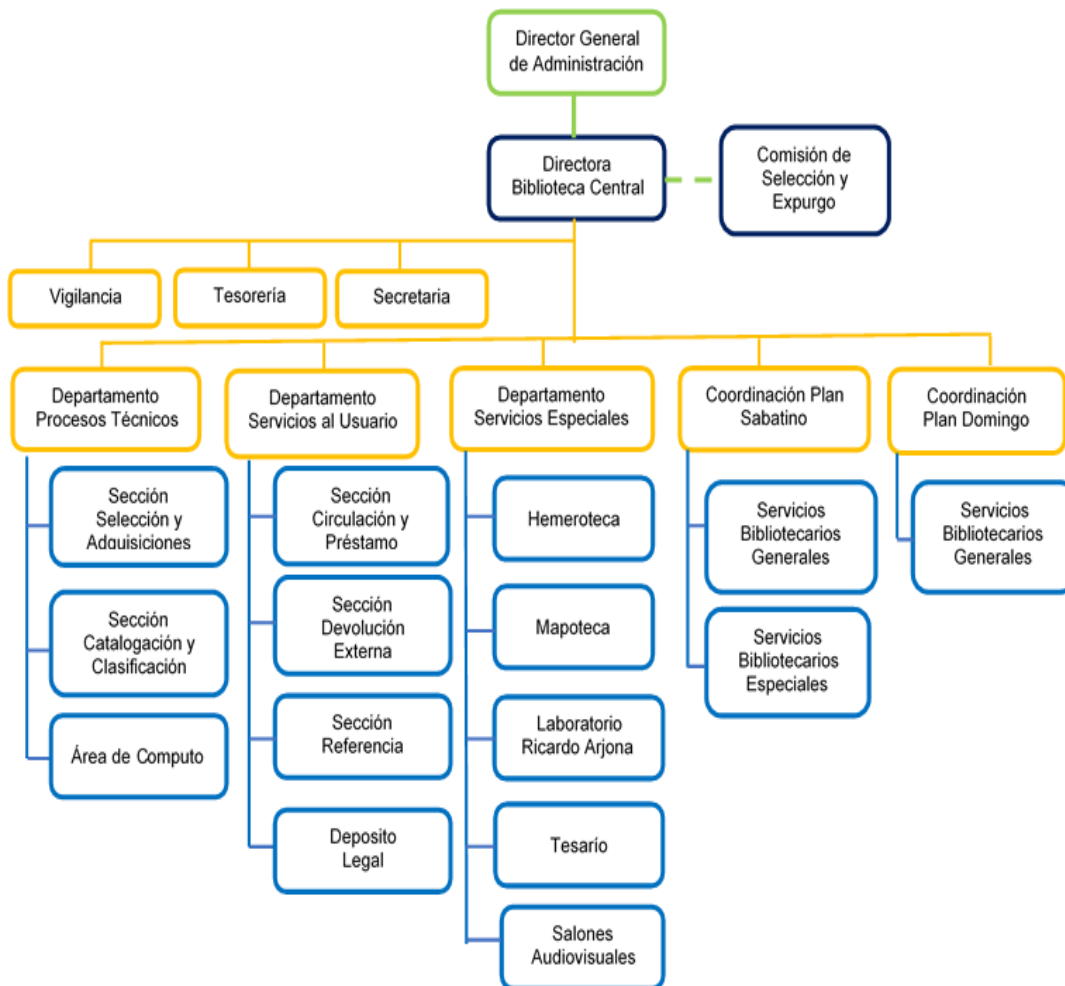 Director General
de Administración
Directora
Biblioteca Central
Comisión de
Selección y
Expurgo
Vigilancia
Tesorería
Secretaria
Departamento
Procesos Técnicos
Departamento
Servicios al Usuario
Departamento
Servicios Especiales
Coordinación Plan
Sabatino
Coordinación
Plan Domingo
Sección
Selección y
Adquisiciones
Sección
Catalogación y
Clasificación
Área de Computo
Sección
Circulación y
Préstamo
Sección
Devolución
Externa
Sección
Referencia
Deposito
Legal
Hemeroteca
Mapoteca
Laboratorio
Ricardo Arjona
Tesarío
Salones
Audiovisuales
Servicios
Bibliotecarios
Generales
Servicios
Bibliotecarios
Especiales
Servicios
Bibliotecarios
Generales